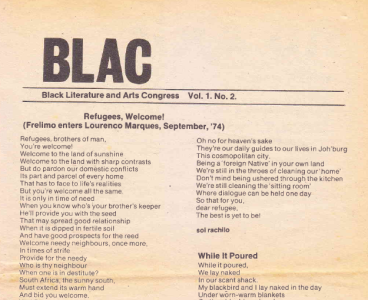 BLAC
Black Literature and Arts Congress Vol. 1. No. 2.
Refugees, Welcome!
(Frelimo enters Lourenco Marques, September, '74)
Refugees, brothers of man,
You're welcome!
Welcome to the land of sunshine
Welcome to the land with sharp contrasts
But do pardon our domestic conflicts
Its part and parcel of every home
That has to face to life's realities
But you're welcome all the same.
It is only in time of need
When you know who's your brother's keeper
He'll provide you with the seed
That may spread good relationship
When it is dipped in fertile soil
And have good prospects for the reed
Welcome needy neighbours, once more,
In times of strife
Provide for the needy
Who is thy neighbour
When one is in destitute?
South Africa, the sunny south,
Must extend its warm hand
And bid you welcome.
Oh no for heaven's sake
They're our daily guides to our lives in Joh'burg
This cosmopolitan city.
Being a 'foreign Native' in your own land
We're still in the throes of cleaning our 'home'
Don't mind being ushered through the kitchen
We're still cleaning the 'sitting room'
Where dialogue can be held one day
So that for you,
dear refugee,
The best is yet to be!
sol rachilo
While It Poured
While it poured,
We lay naked
In our scant shack.
My blackbird and I lay naked in the day
Under worn-warm blankets